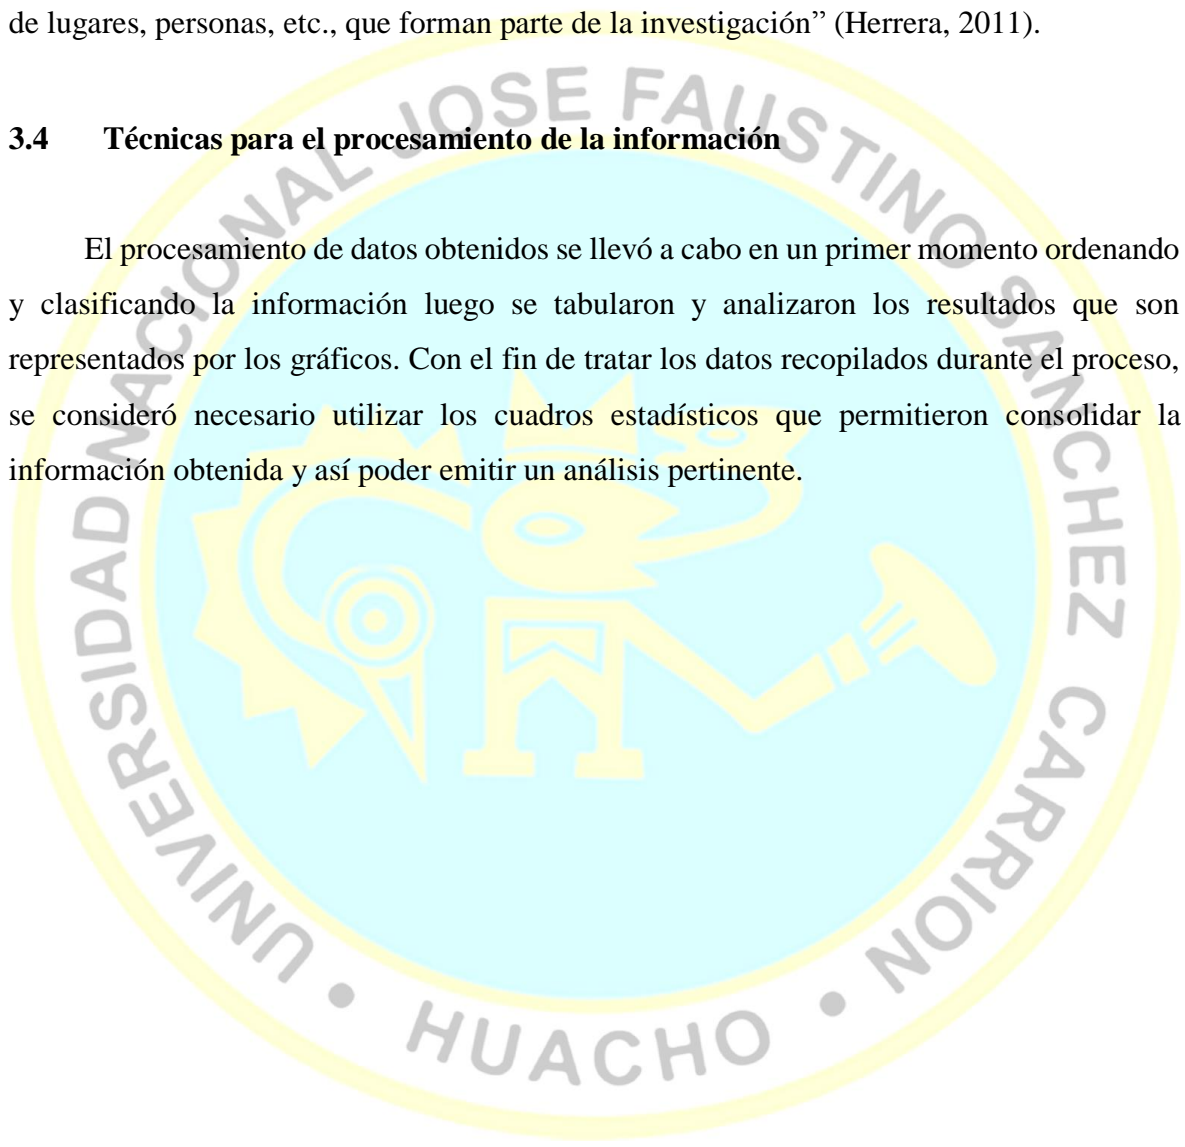 de lugares, personas, etc., que forman parte de la investigación” (Herrera, 2011).
3.4 Técnicas para el procesamiento de la información
El procesamiento de datos obtenidos se llevó a cabo en un primer momento ordenando
y clasificando la información luego se tabularon y analizaron los resultados que son
representados por los gráficos. Con el fin de tratar los datos recopilados durante el proceso,
se consideró necesario utilizar los cuadros estadísticos que permitieron consolidar la
información obtenida y así poder emitir un análisis pertinente.
UNIVERSIDAD NACIONAL JOSE FAUSTINO SANCHEZ CARRION • HUACHO •